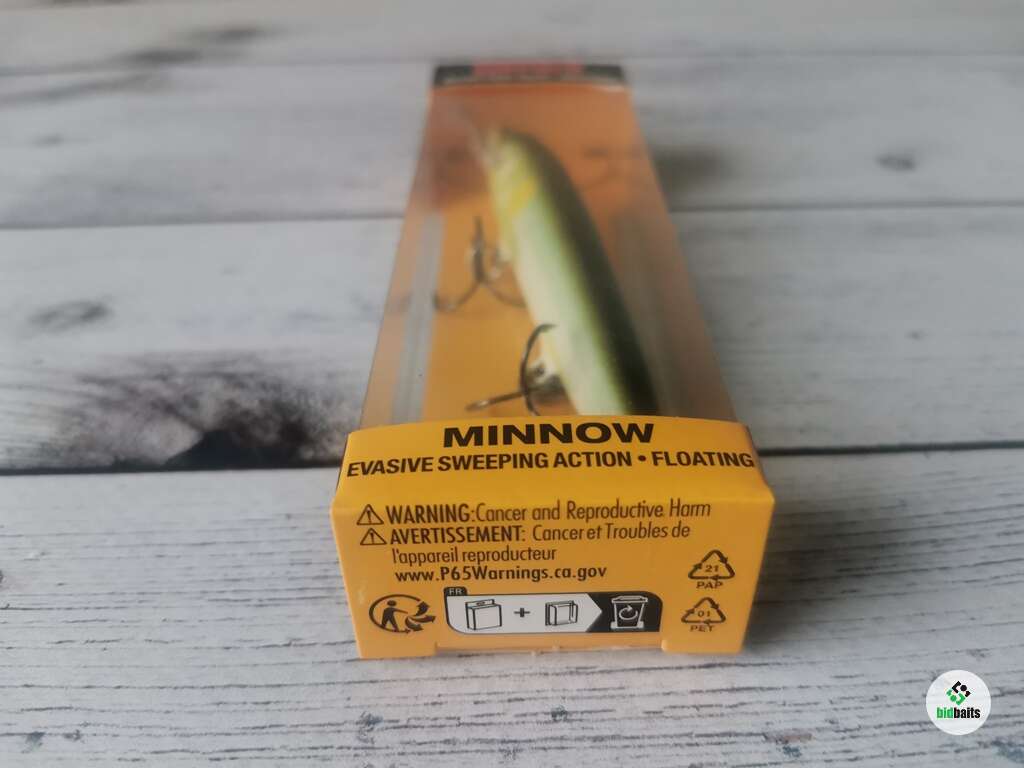 MINNOW
EVASIVE SWEEPING ACTION • FLOATING
WARNING: Cancer and Reproductive Harm
AVERTISSEMENT: Cancer et Troubles de
l'appareil reproducteur
www.P65Warnings.ca.gov
FR
+
21
PAP
01
PET
bidbaits